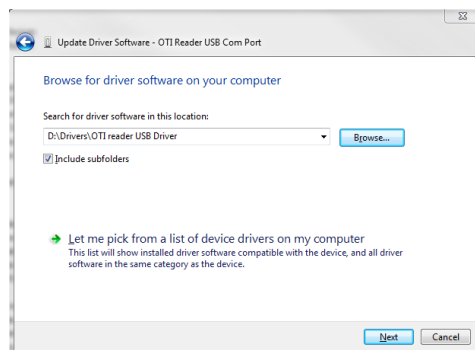 Update Driver Software - OTI Reader USB Com Port
Browse for driver software on your computer
Search for driver software in this location:
D:\Drivers\OTI reader USB Driver
Browse...
Include subfolders
Let me pick from a list of device drivers on my computer
This list will show installed driver software compatible with the device, and all driver
software in the same category as the device.
Next
Cancel